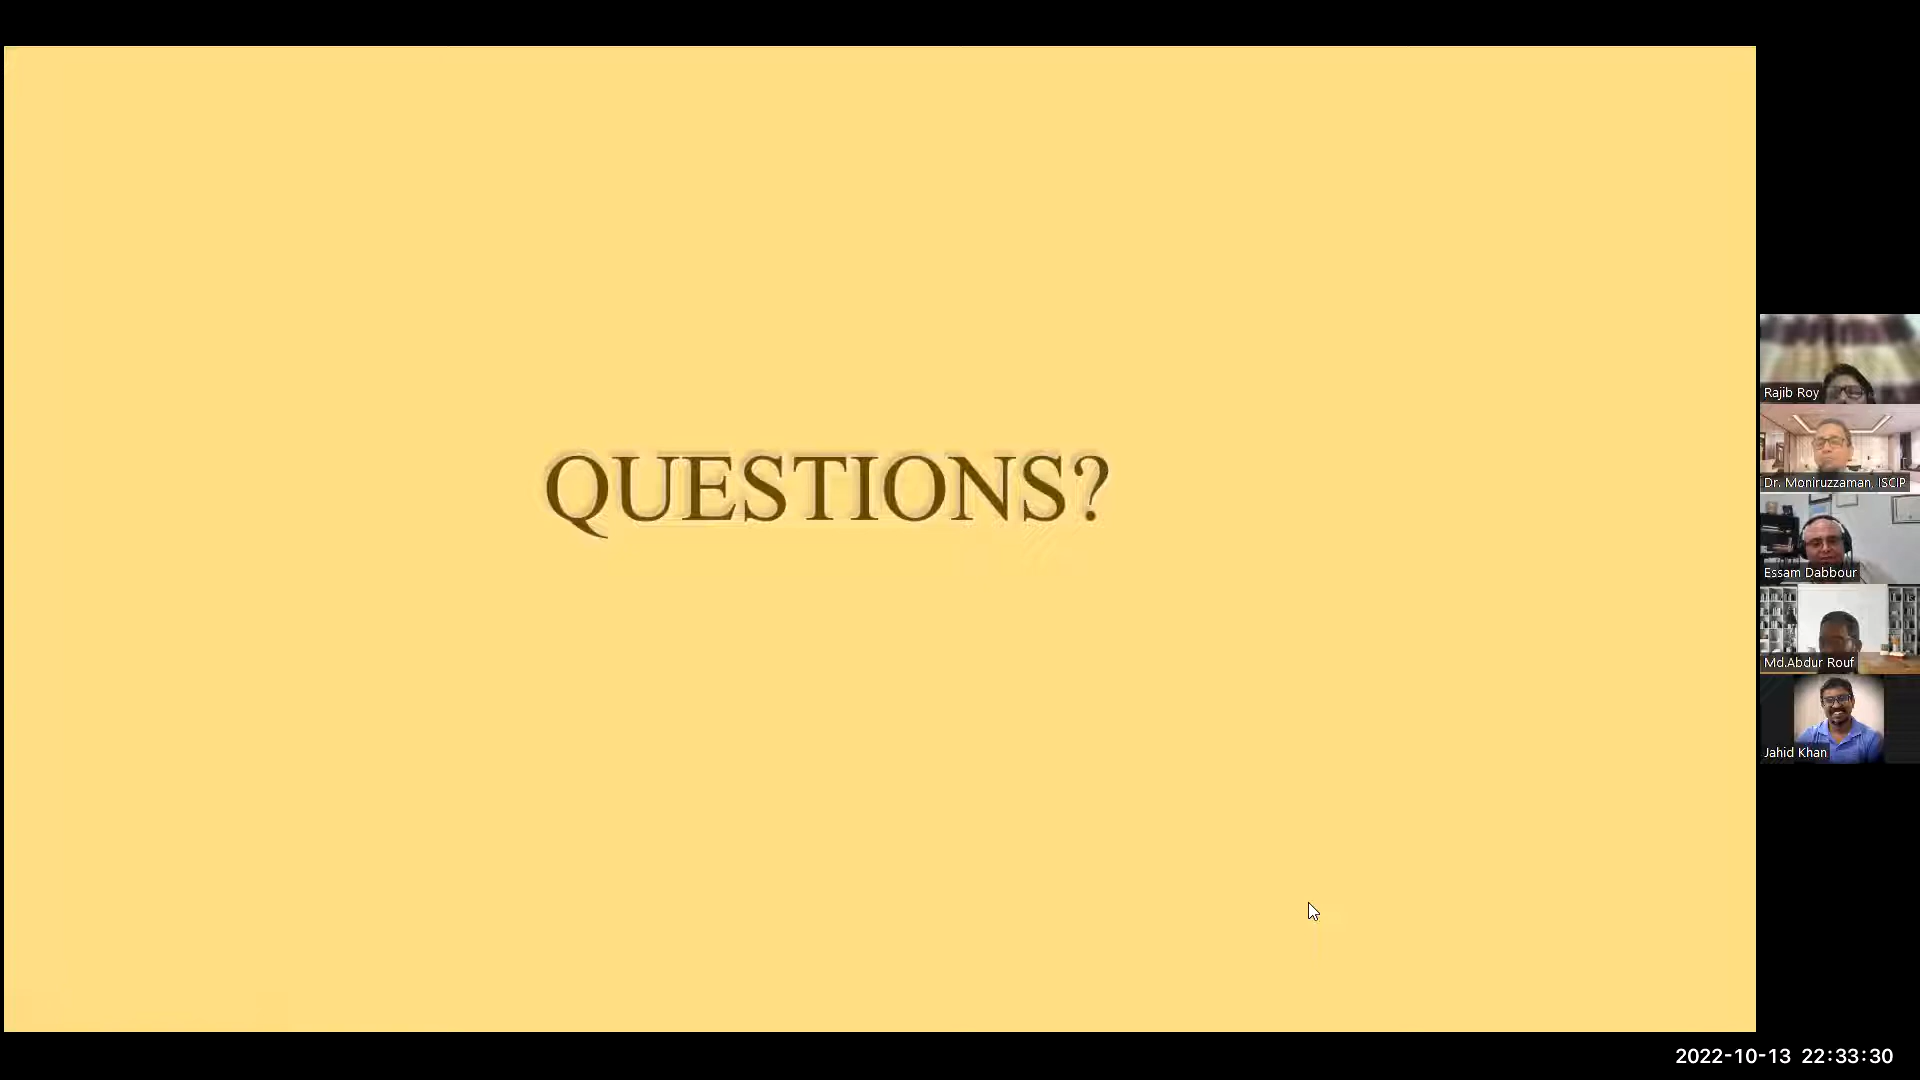 QUESTIONS?
Rajib Roy
Dr. Moniruzzaman, ISCIP
Essam Dabbour
Md.Abdur Rouf
Jahid Khan
2022-10-13 22:33:30